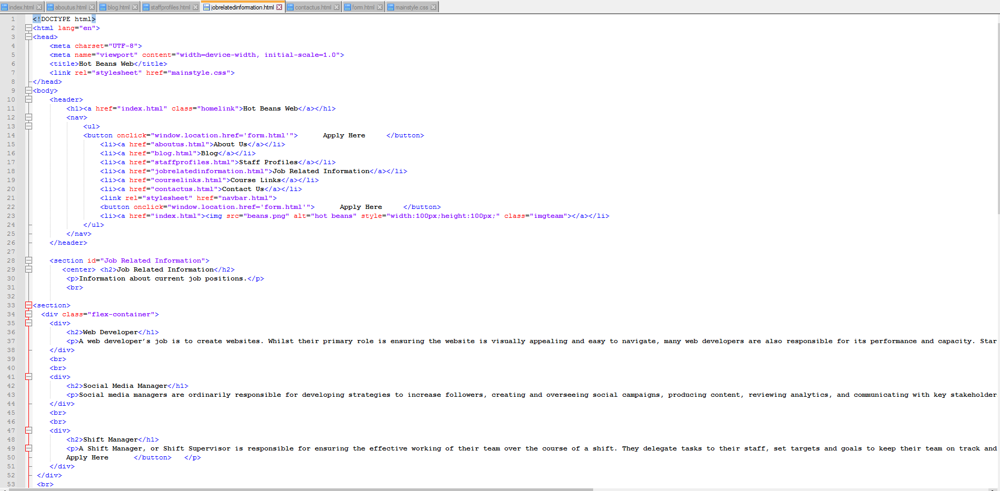 index.html aboutus.html blog.html staffprofiles.html jobrelatedinformation.html contactus.html form.html mainstyle.css
1 <!DOCTYPE html>
2 <html lang="en">
3 <head>
4 <meta charset="UTF-8">
5 <meta name="viewport" content="width=device-width, initial-scale=1.0">
6 <title>Hot Beans Web</title>
7 <link rel="stylesheet" href="mainstyle.css">
8 </head>
9 <body>
10 <header>
11 <h1><a href="index.html" class="homelink">Hot Beans Web</a></h1>
12 <nav>
13 <ul>
14 <button onclick="window.location.href='form.html'"> Apply Here </button>
15 <li><a href="aboutus.html">About Us</a></li>
16 <li><a href="blog.html">Blog</a></li>
17 <li><a href="staffprofiles.html">Staff Profiles</a></li>
18 <li><a href="jobrelatedinformation.html">Job Related Information</a></li>
19 <li><a href="courselinks.html">Course Links</a></li>
20 <li><a href="contactus.html">Contact Us</a></li>
21 <link rel="stylesheet" href="navbar.html">
22 <button onclick="window.location.href='form.html'"> Apply Here </button>
23 <li><a href="index.html"><img src="beans.png" alt="hot beans" style="width:100px;height:100px;" class="imgteam"></a></li>
24 </ul>
25 </nav>
26 </header>
27
28 <section id="Job Related Information">
29 <center> <h2>Job Related Information</h2>
30 <p>Information about current job positions.</p>
31 <br>
32
33 <section>
34 <div class="flex-container">
35 <div>
36 <h2>Web Developer</h1>
37 <p>A web developer’s job is to create websites. Whilst their primary role is ensuring the website is visually appealing and easy to navigate, many web developers are also responsible for its performance and capacity. Star
38 </div>
39 <br>
40 <br>
41 <div>
42 <h2>Social Media Manager</h1>
43 <p>Social media managers are ordinarily responsible for developing strategies to increase followers, creating and overseeing social campaigns, producing content, reviewing analytics, and communicating with key stakeholder
44 </div>
45 <br>
46 <br>
47 <div>
48 <h2>Shift Manager</h1>
49 <p>A Shift Manager, or Shift Supervisor is responsible for ensuring the effective working of their team over the course of a shift. They delegate tasks to their staff, set targets and goals to keep their team on track and
50 Apply Here </button> </p>
51 </div>
52 </div>
53 <br>